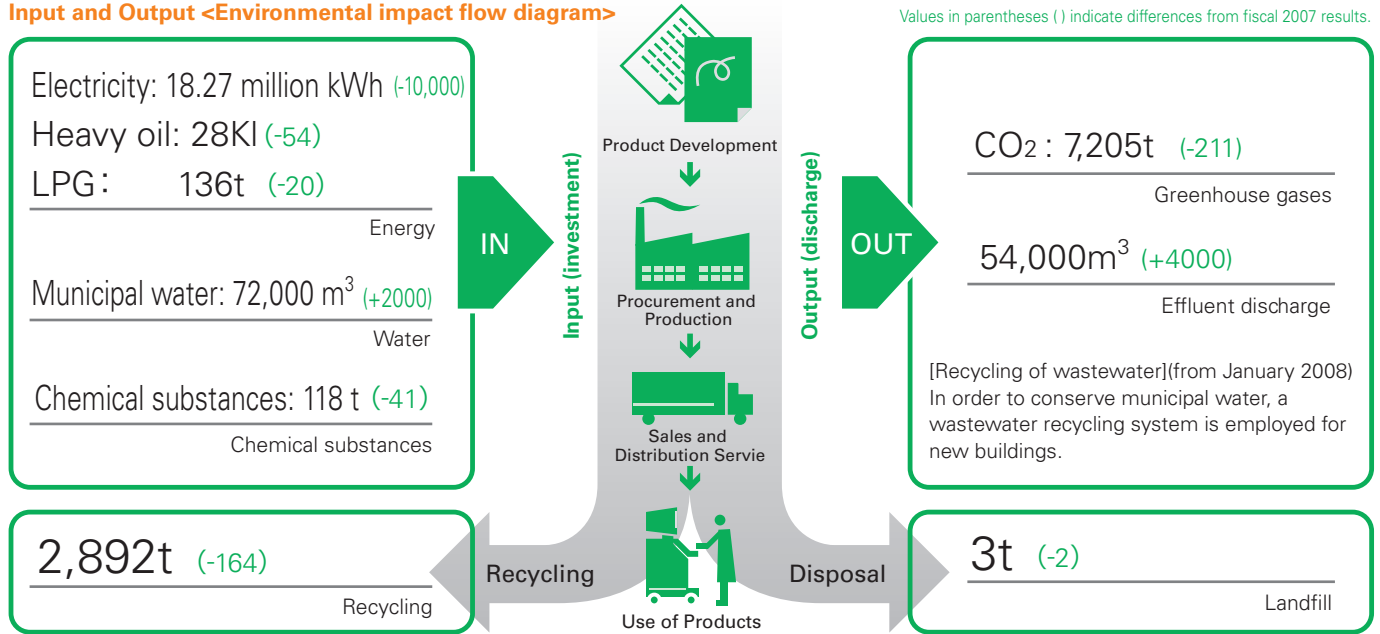 Input and Output <Environmental impact flow diagram>
Values in parentheses ( ) indicate differences from fiscal 2007 results.
Electricity: 18.27 million kWh (-10,000)
Heavy oil: 28Kl (-54)
LPG: 136t (-20)
Energy
Municipal water: 72,000 m³ (+2000)
Water
Chemical substances: 118 t (-41)
Chemical substances
IN
Input (investment)
Product Development
Procurement and
Production
Sales and
Distribution Servie
Use of Products
Output (discharge)
OUT
CO2 : 7,205t (-211)
Greenhouse gases
54,000m³ (+4000)
Effluent discharge
[Recycling of wastewater](from January 2008)
In order to conserve municipal water, a
wastewater recycling system is employed for
new buildings.
2,892t (-164)
Recycling
Recycling
Disposal
3t (-2)
Landfill